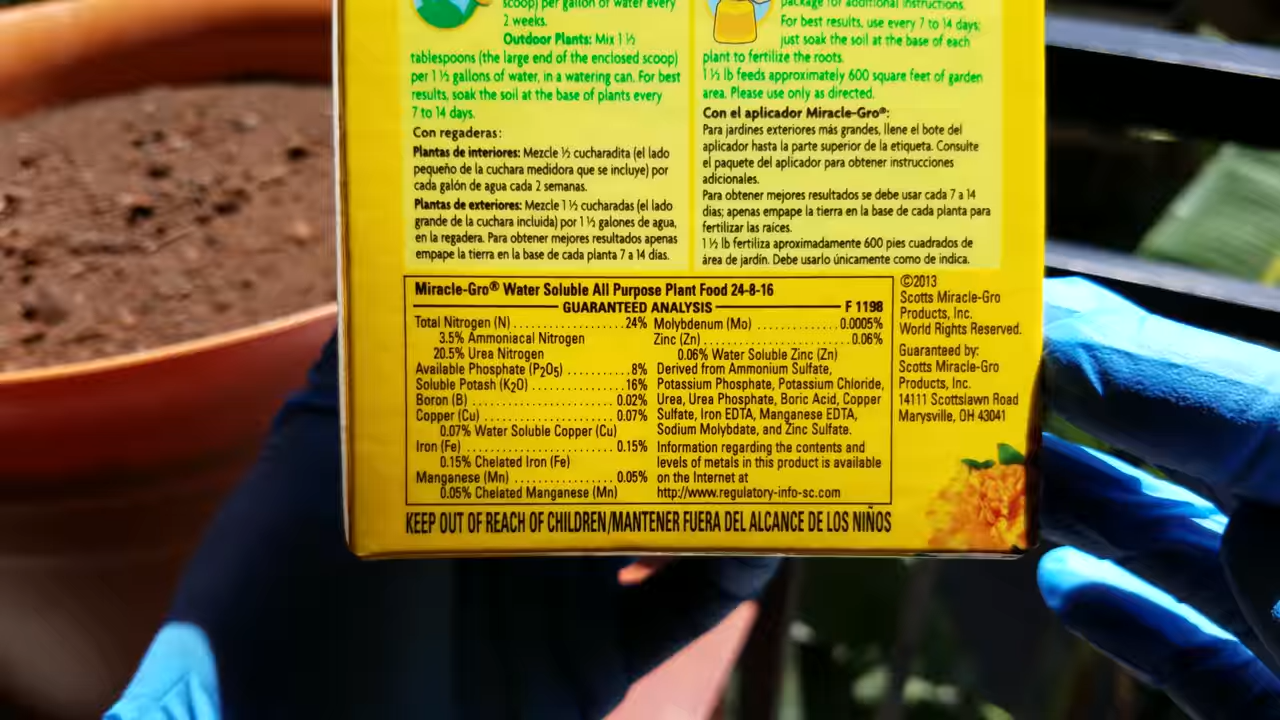 scoop) per gallon of water every
2 weeks.
Outdoor Plants: Mix 1 ½
tablespoons (the large end of the enclosed scoop)
per 1 ½ gallons of water, in a watering can. For best
results, soak the soil at the base of plants every
7 to 14 days.
Con regaderas:
Plantas de interiores: Mezcle ½ cucharadita (el lado
pequeño de la cuchara medidora que se incluye) por
cada galón de agua cada 2 semanas.
Plantas de exteriores: Mezcle 1 ½ cucharadas (el lado
grande de la cuchara incluida) por 1 ½ galones de agua,
en la regadera. Para obtener mejores resultados apenas
empape la tierra en la base de cada planta 7 a 14 dias.
package for additional instructions.
For best results, use every 7 to 14 days;
just soak the soil at the base of each
plant to fertilize the roots.
1 ½ lb feeds approximately 600 square feet of garden
area. Please use only as directed.
Con el aplicador Miracle-Gro®:
Para jardines exteriores más grandes, llene el bote del
aplicador hasta la parte superior de la etiqueta. Consulte
el paquete del aplicador para obtener instrucciones
adicionales.
Para obtener mejores resultados se debe usar cada 7 a 14
dias; apenas empape la tierra en la base de cada planta para
fertilizar las raíces.
1 ½ lb fertiliza aproximadamente 600 pies cuadrados de
área de jardín. Debe usarlo únicamente como de indica.
Miracle-Gro® Water Soluble All Purpose Plant Food 24-8-16
GUARANTEED ANALYSIS F 1198
Total Nitrogen (N) .................... 24%
3.5% Ammoniacal Nitrogen
20.5% Urea Nitrogen
Available Phosphate (P₂O₅) ............ 8%
Soluble Potash (K₂O) ............... 16%
Boron (B) ......................... 0.02%
Copper (Cu) ....................... 0.07%
0.07% Water Soluble Copper (Cu)
Iron (Fe) .......................... 0.15%
0.15% Chelated Iron (Fe)
Manganese (Mn) ................ 0.05%
0.05% Chelated Manganese (Mn)
Molybdenum (Mo) .............. 0.0005%
Zinc (Zn) .......................... 0.06%
0.06% Water Soluble Zinc (Zn)
Derived from Ammonium Sulfate,
Potassium Phosphate, Potassium Chloride,
Urea, Urea Phosphate, Boric Acid, Copper
Sulfate, Iron EDTA, Manganese EDTA,
Sodium Molybdate, and Zinc Sulfate.
Information regarding the contents and
levels of metals in this product is available
on the Internet at
http://www.regulatory-info-sc.com
©2013
Scotts Miracle-Gro
Products, Inc.
World Rights Reserved.
Guaranteed by:
Scotts Miracle-Gro
Products, Inc.
14111 Scottslawn Road
Marysville, OH 43041
KEEP OUT OF REACH OF CHILDREN/MANTENER FUERA DEL ALCANCE DE LOS NIÑOS